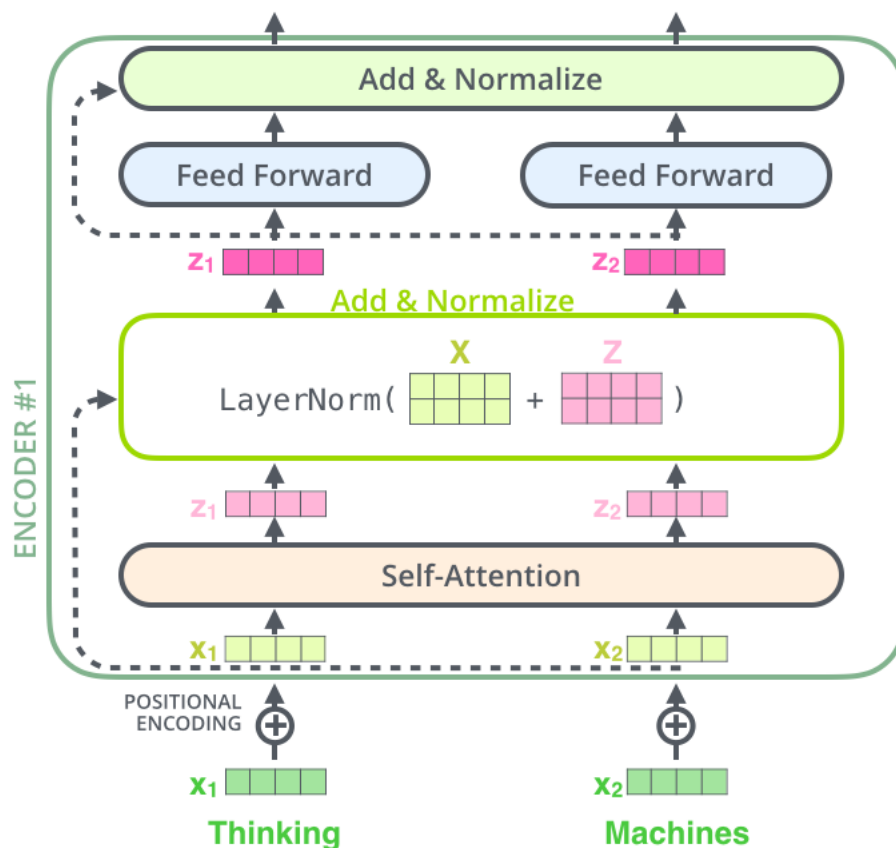 Add & Normalize
Feed Forward
Feed Forward
z₁
z₂
Add & Normalize
X
Z
LayerNorm( + )
ENCODER #1
z₁
z₂
Self-Attention
x₁
x₂
POSITIONAL
ENCODING
x₁
x₂
Thinking
Machines